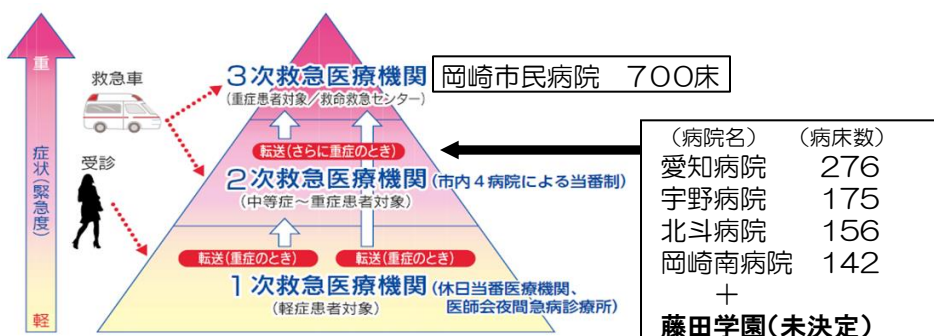 重
症状(緊急度)
軽
救急車
受診
3次救急医療機関
(重症患者対象/救命救急センター)
岡崎市民病院 700床
転送(さらに重症のとき)
2次救急医療機関(市内4病院による当番制)
(中等症~重症患者対象)
転送(重症のとき)
転送(重症のとき)
1次救急医療機関(休日当番医療機関、
医師会夜間急病診療所)
(軽症患者対象)
(病院名) (病床数)
愛知病院 276
宇野病院 175
北斗病院 156
岡崎南病院 142
+
藤田学園(未決定)